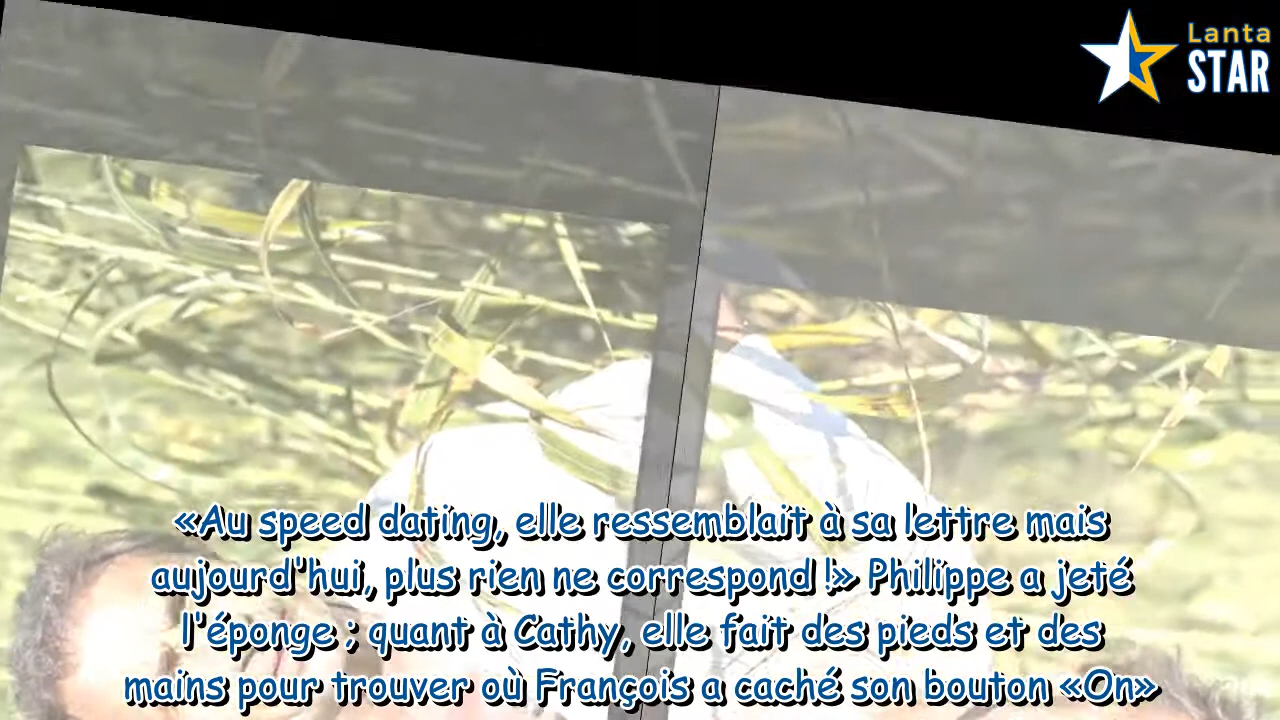 Lanta
STAR
«Au speed dating, elle ressemblait à sa lettre mais
aujourd'hui, plus rien ne correspond !» Philippe a jeté
l'éponge ; quant à Cathy, elle fait des pieds et des
mains pour trouver où François a caché son bouton «On»